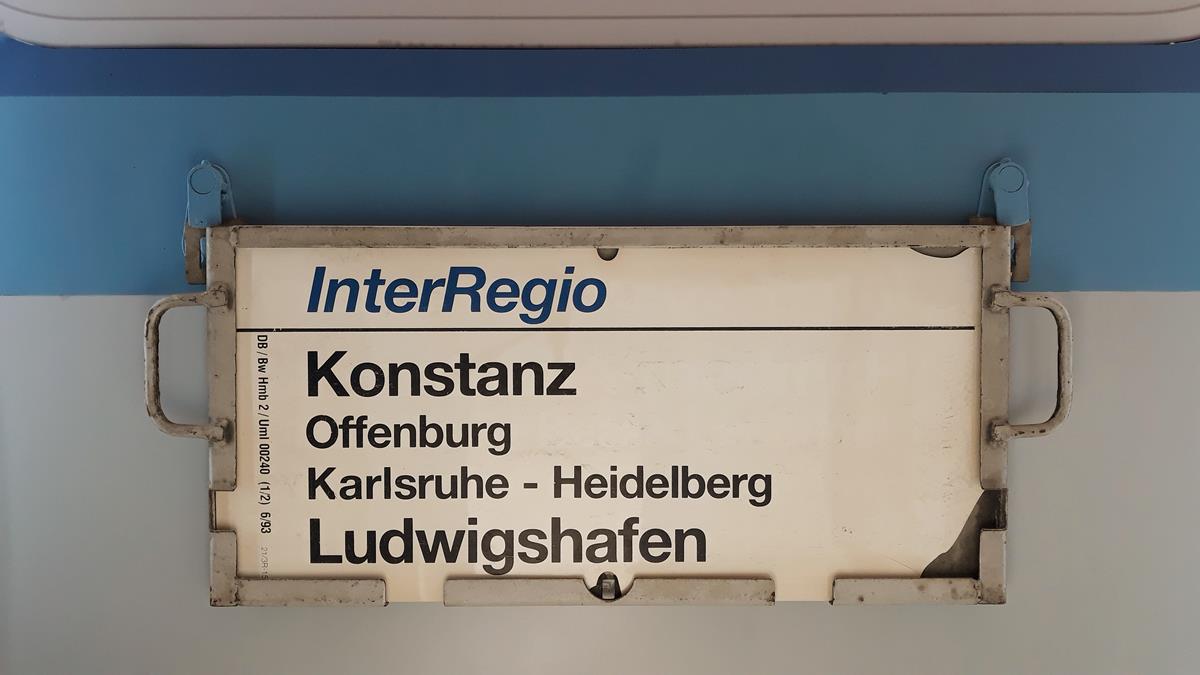 InterRegio
Konstanz
Offenburg
Karlsruhe - Heidelberg
Ludwigshafen
DB / Bw Hmb 2 / Uml 00240 (1/2) 6/93